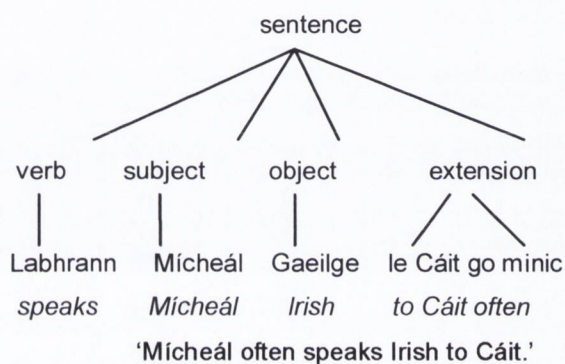 sentence
verb subject object extension
Labhrann Mícheál Gaeilge le Cáit go minic
speaks Mícheál Irish to Cáit often
'Mícheál often speaks Irish to Cáit.'